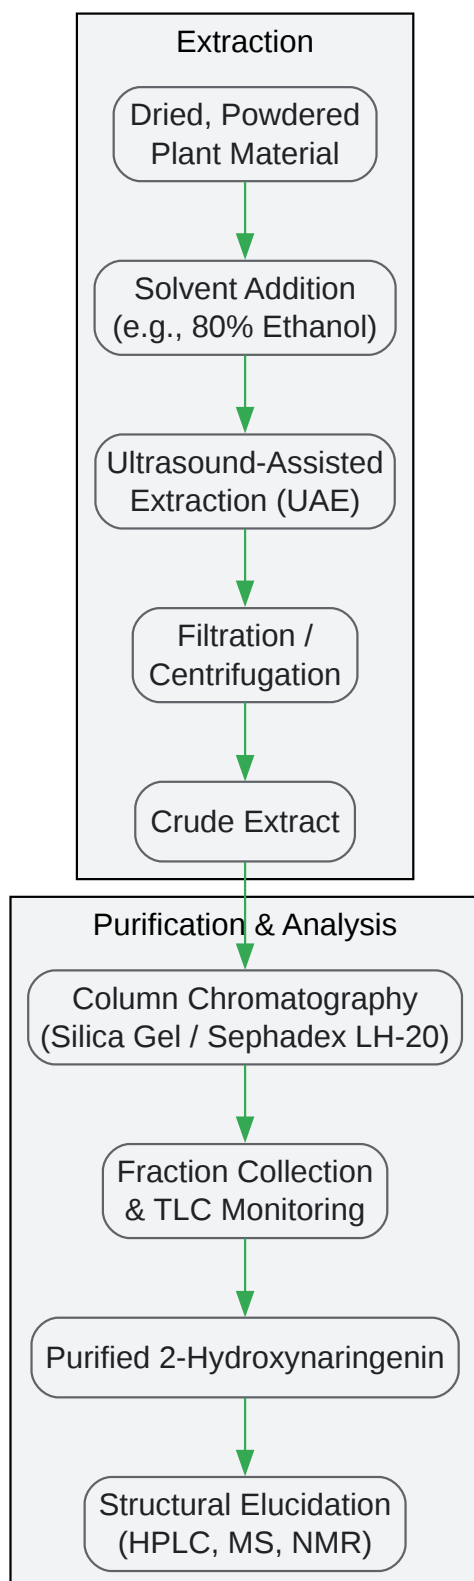 Extraction
Dried, Powdered
Plant Material
Solvent Addition
(e.g., 80% Ethanol)
Ultrasound-Assisted
Extraction (UAE)
Filtration /
Centrifugation
Crude Extract
Purification & Analysis
Column Chromatography
(Silica Gel / Sephadex LH-20)
Fraction Collection
& TLC Monitoring
Purified 2-Hydroxynaringenin
Structural Elucidation
(HPLC, MS, NMR)